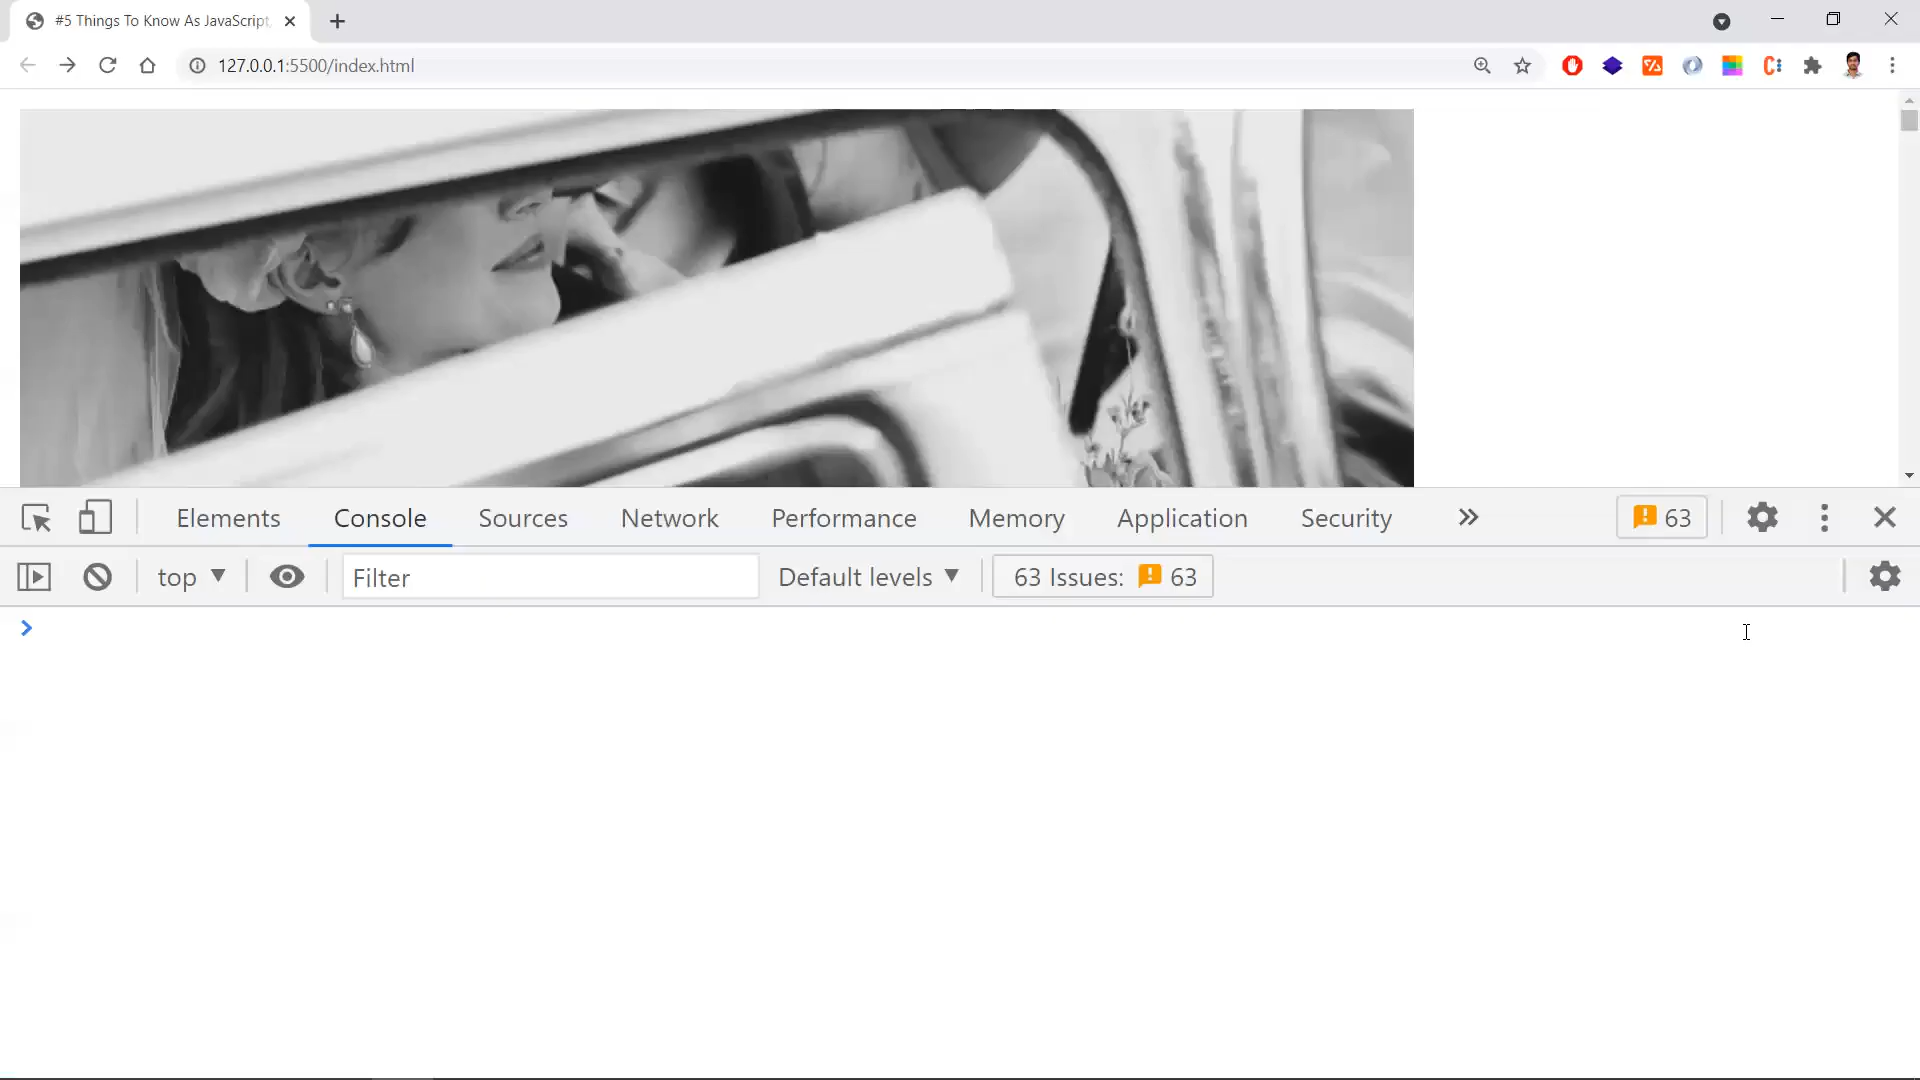 #5 Things To Know As JavaScript
127.0.0.1:5500/index.html
Elements Console Sources Network Performance Memory Application Security 63
top Filter Default levels 63 Issues: 63